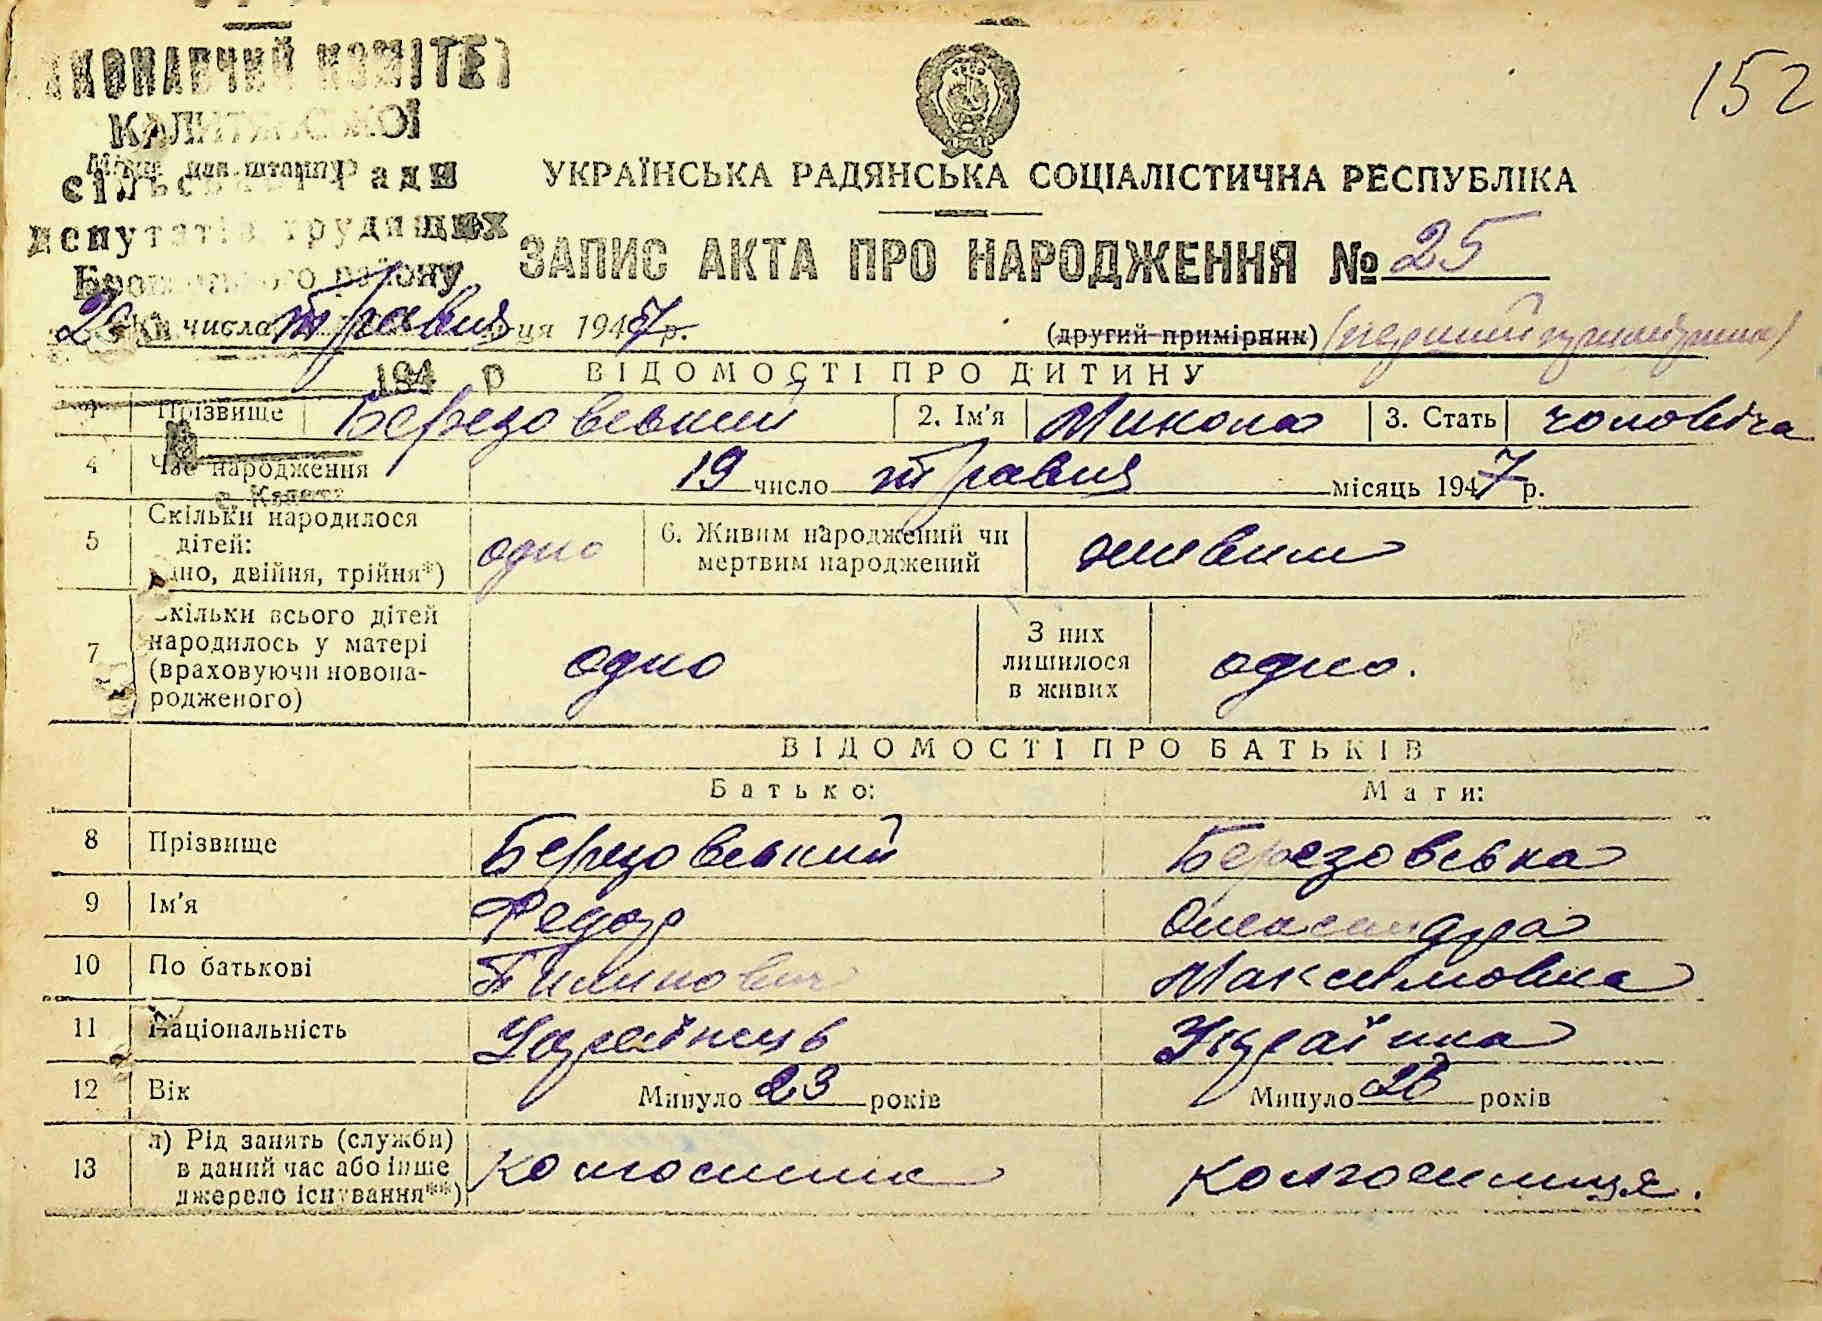 152
ВИКОНАВЧИЙ КОМІТЕТ
КАЛИТЯНСЬКОЇ
Місце для штампу
сільської Ради
депутатів трудящих
Броварського району
УКРАЇНСЬКА РАДЯНСЬКА СОЦІАЛІСТИЧНА РЕСПУБЛІКА
ЗАПИС АКТА ПРО НАРОДЖЕННЯ № 25
20 числа травня місяця 1947 р.
(другий примірник) (перший примірник)
194 р
ВІДОМОСТІ ПРО ДИТИНУ
1 Прізвище Березовський 2. Ім'я Микола 3. Стать чоловіча
4 Час народження 19 число травня місяць 1947 р.
с. Калита
5 Скільки народилося дітей: одно, двійня, трійня*) одно 6. Живим народжений чи мертвим народжений живим
7 Скільки всього дітей народилось у матері (враховуючи новонародженого) одно З них лишилося в живих одно.
ВІДОМОСТІ ПРО БАТЬКІВ
Батько: Мати:
8 Прізвище Березовський Березовська
9 Ім'я Федор Олександра
10 По батькові Пилипович Максимовна
11 Національність Українець Українка
12 Вік Минуло 23 років Минуло років
13 а) Рід занять (служби) в даний час або інше джерело існування**) Колгоспник Колгоспниця.